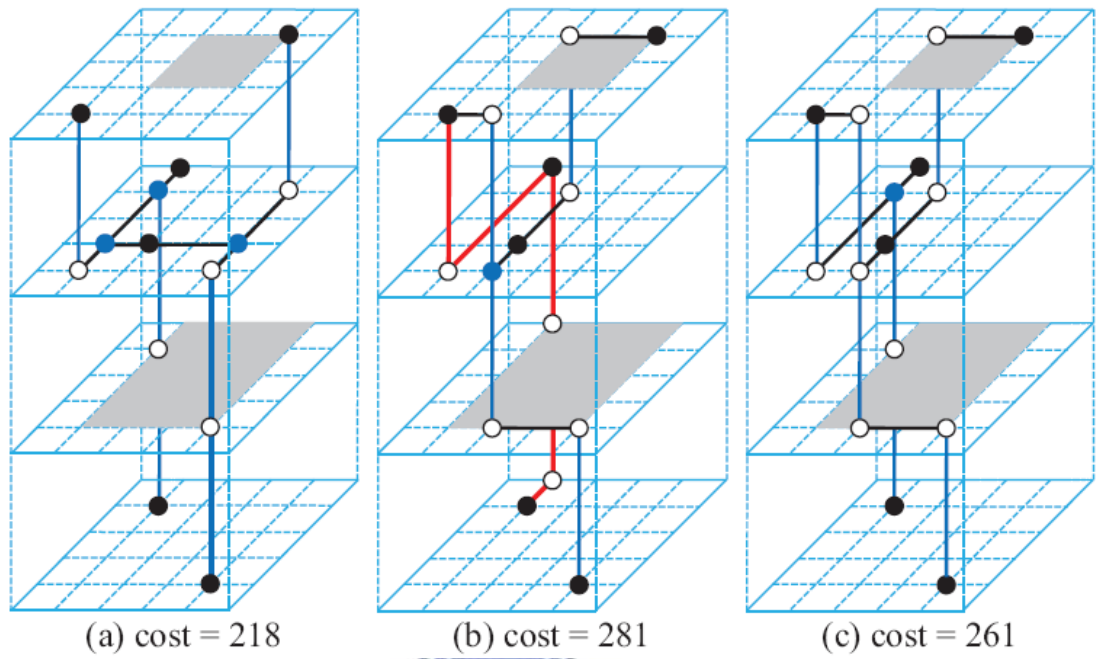 (a) cost = 218 (b) cost = 281 (c) cost = 261